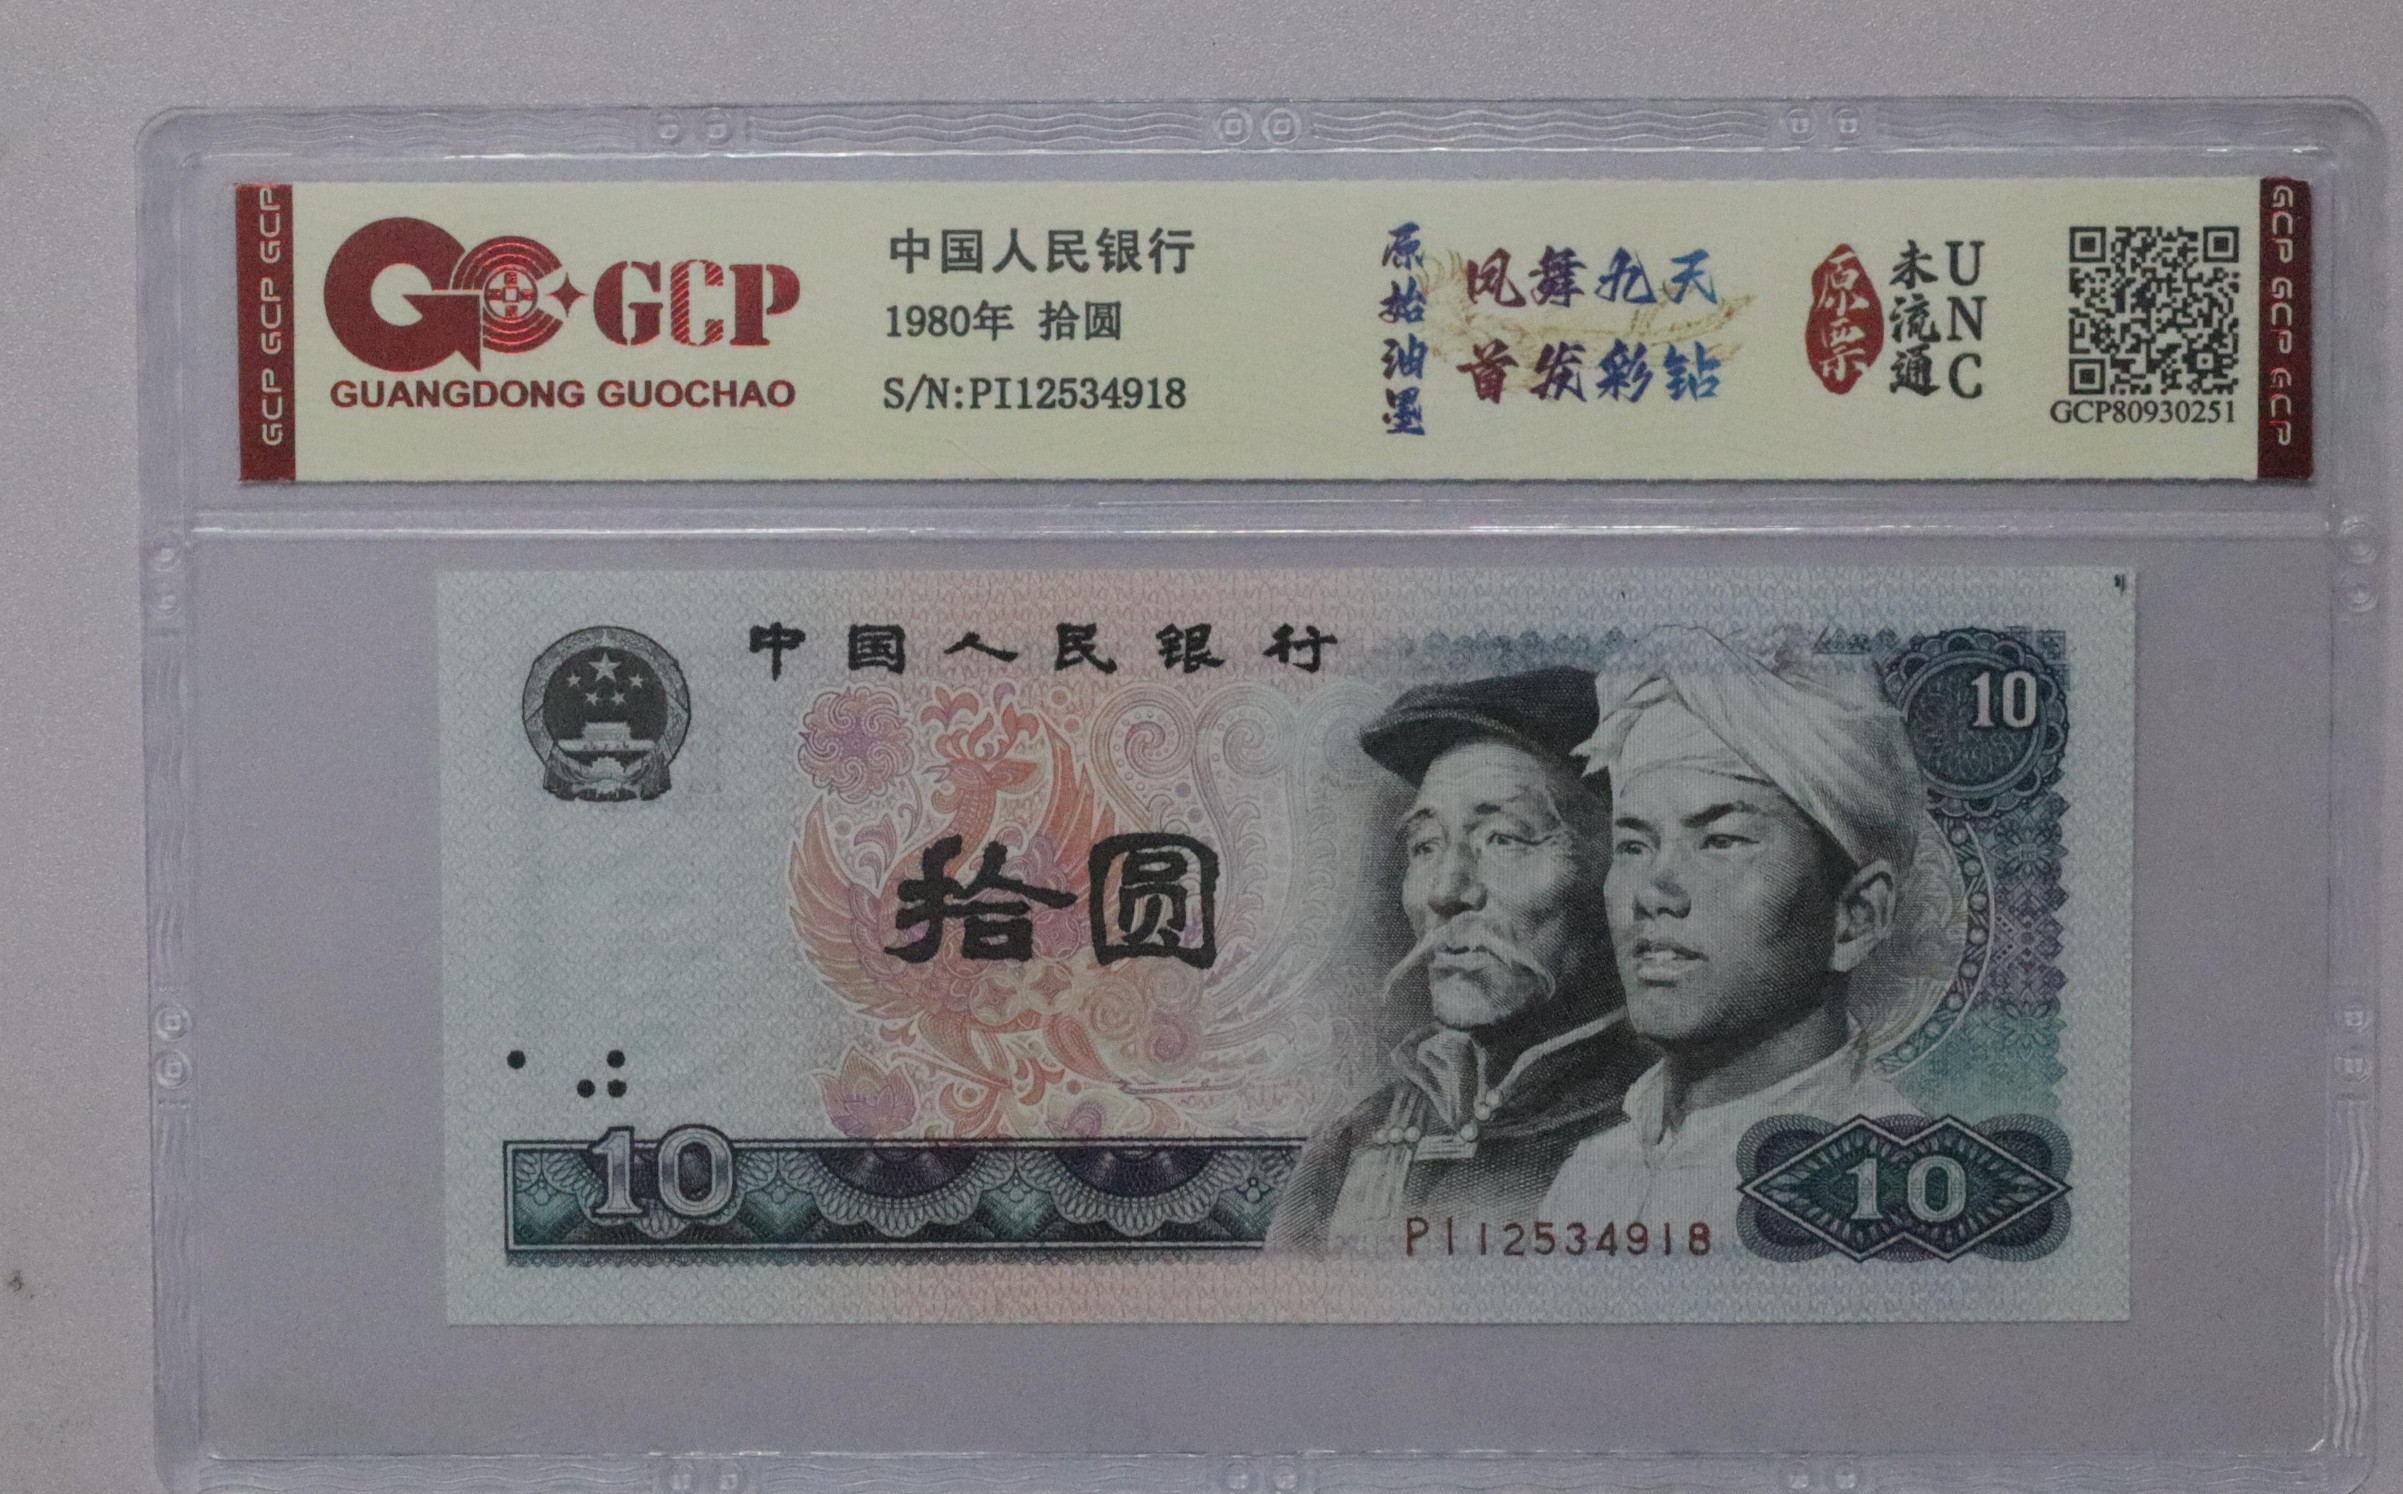 GCP GCP GCP
GCP
GUANGDONG GUOCHAO
中国人民银行
1980年 拾圆
S/N:PI12534918
原始油墨
凤舞九天
首发彩钻
原票
未流通
UNC
GCP80930251
GCP GCP GCP
中国人民银行
10
拾圆
10
10
PI12534918